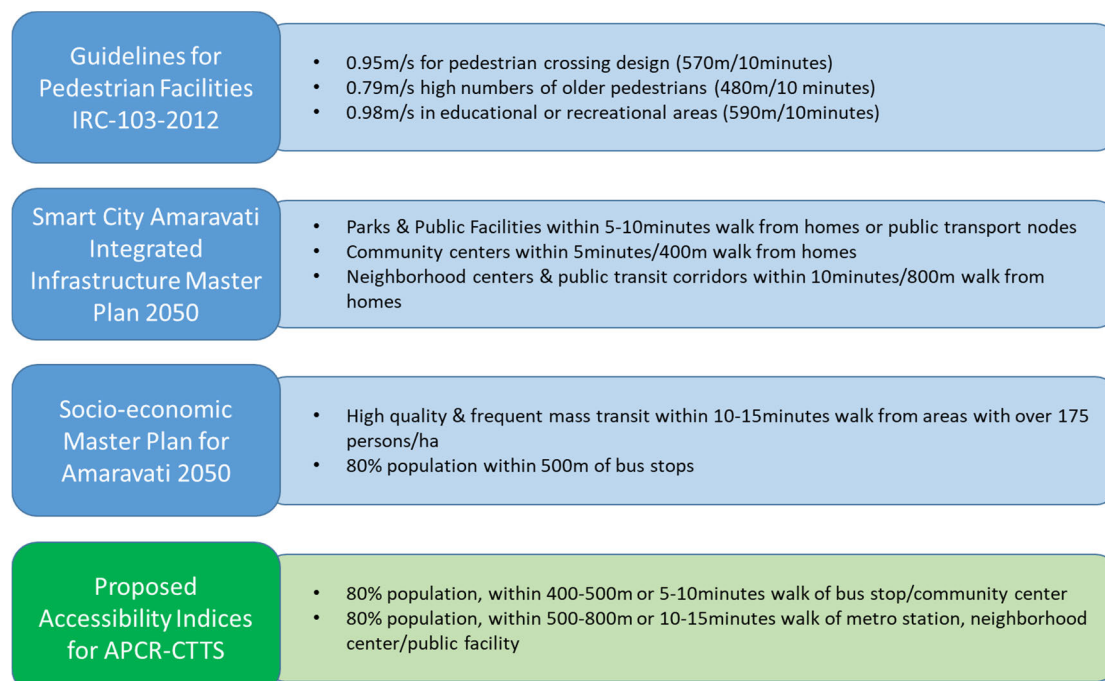 Guidelines for
Pedestrian Facilities
IRC-103-2012
• 0.95m/s for pedestrian crossing design (570m/10minutes)
• 0.79m/s high numbers of older pedestrians (480m/10 minutes)
• 0.98m/s in educational or recreational areas (590m/10minutes)
Smart City Amaravati
Integrated
Infrastructure Master
Plan 2050
• Parks & Public Facilities within 5-10minutes walk from homes or public transport nodes
• Community centers within 5minutes/400m walk from homes
• Neighborhood centers & public transit corridors within 10minutes/800m walk from
homes
Socio-economic
Master Plan for
Amaravati 2050
• High quality & frequent mass transit within 10-15minutes walk from areas with over 175
persons/ha
• 80% population within 500m of bus stops
Proposed
Accessibility Indices
for APCR-CTTS
• 80% population, within 400-500m or 5-10minutes walk of bus stop/community center
• 80% population, within 500-800m or 10-15minutes walk of metro station, neighborhood
center/public facility